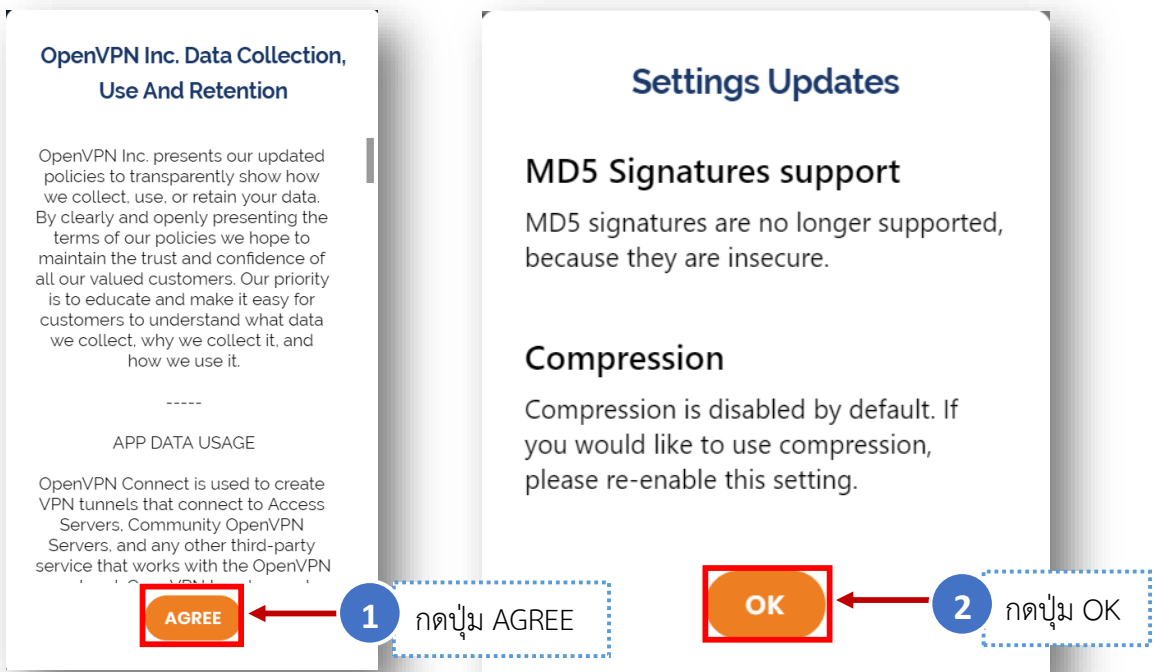 OpenVPN Inc. Data Collection,
Use And Retention
OpenVPN Inc. presents our updated
policies to transparently show how
we collect, use, or retain your data.
By clearly and openly presenting the
terms of our policies we hope to
maintain the trust and confidence of
all our valued customers. Our priority
is to educate and make it easy for
customers to understand what data
we collect, why we collect it, and
how we use it.
-----
APP DATA USAGE
OpenVPN Connect is used to create
VPN tunnels that connect to Access
Servers, Community OpenVPN
Servers, and any other third-party
service that works with the OpenVPN
AGREE
1
กดปุ่ม AGREE
Settings Updates
MD5 Signatures support
MD5 signatures are no longer supported,
because they are insecure.
Compression
Compression is disabled by default. If
you would like to use compression,
please re-enable this setting.
OK
2
กดปุ่ม OK